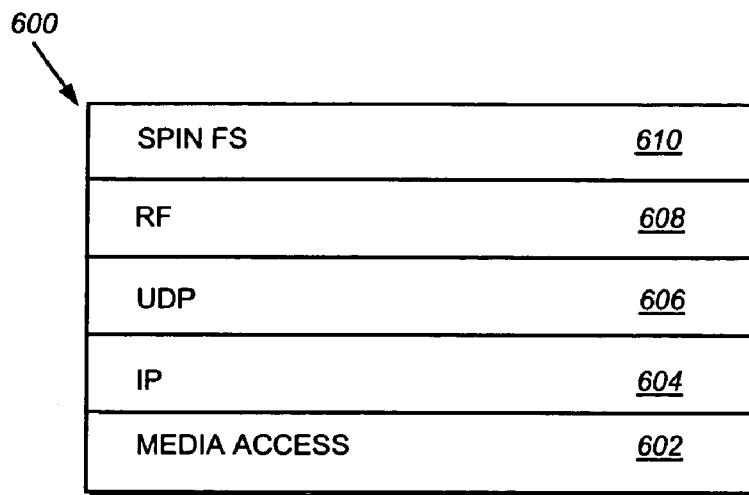 600
SPIN FS 610
RF 608
UDP 606
IP 604
MEDIA ACCESS 602